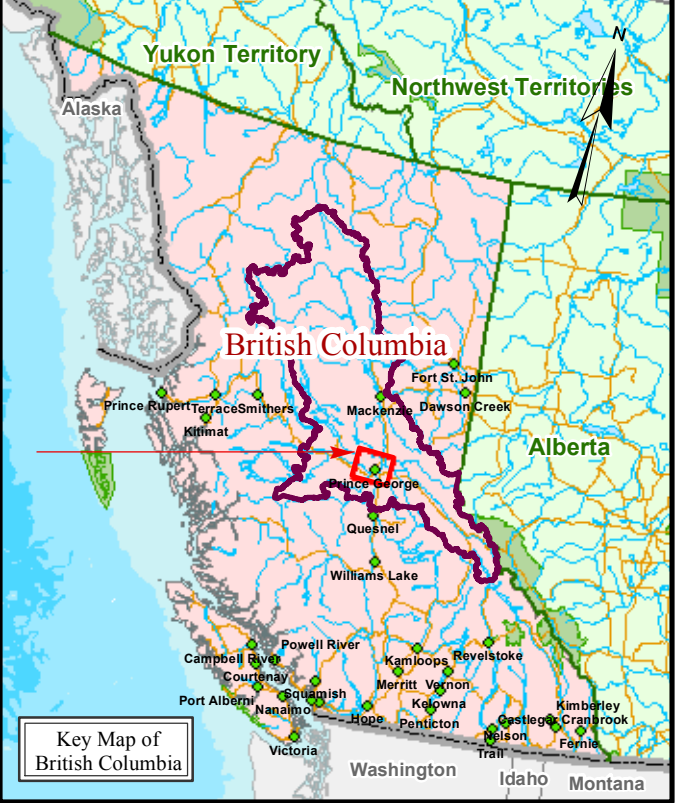 N
Yukon Territory
Northwest Territories
Alaska
British Columbia
Fort St. John
Prince Rupert
Terrace
Smithers
Mackenzie
Dawson Creek
Kitimat
Alberta
Prince George
Quesnel
Williams Lake
Powell River
Campbell River
Kamloops
Revelstoke
Courtenay
Merritt
Vernon
Squamish
Port Alberni
Nanaimo
Kelowna
Kimberley
Hope
Penticton
Castlegar
Cranbrook
Nelson
Fernie
Victoria
Trail
Key Map of
British Columbia
Washington
Idaho
Montana